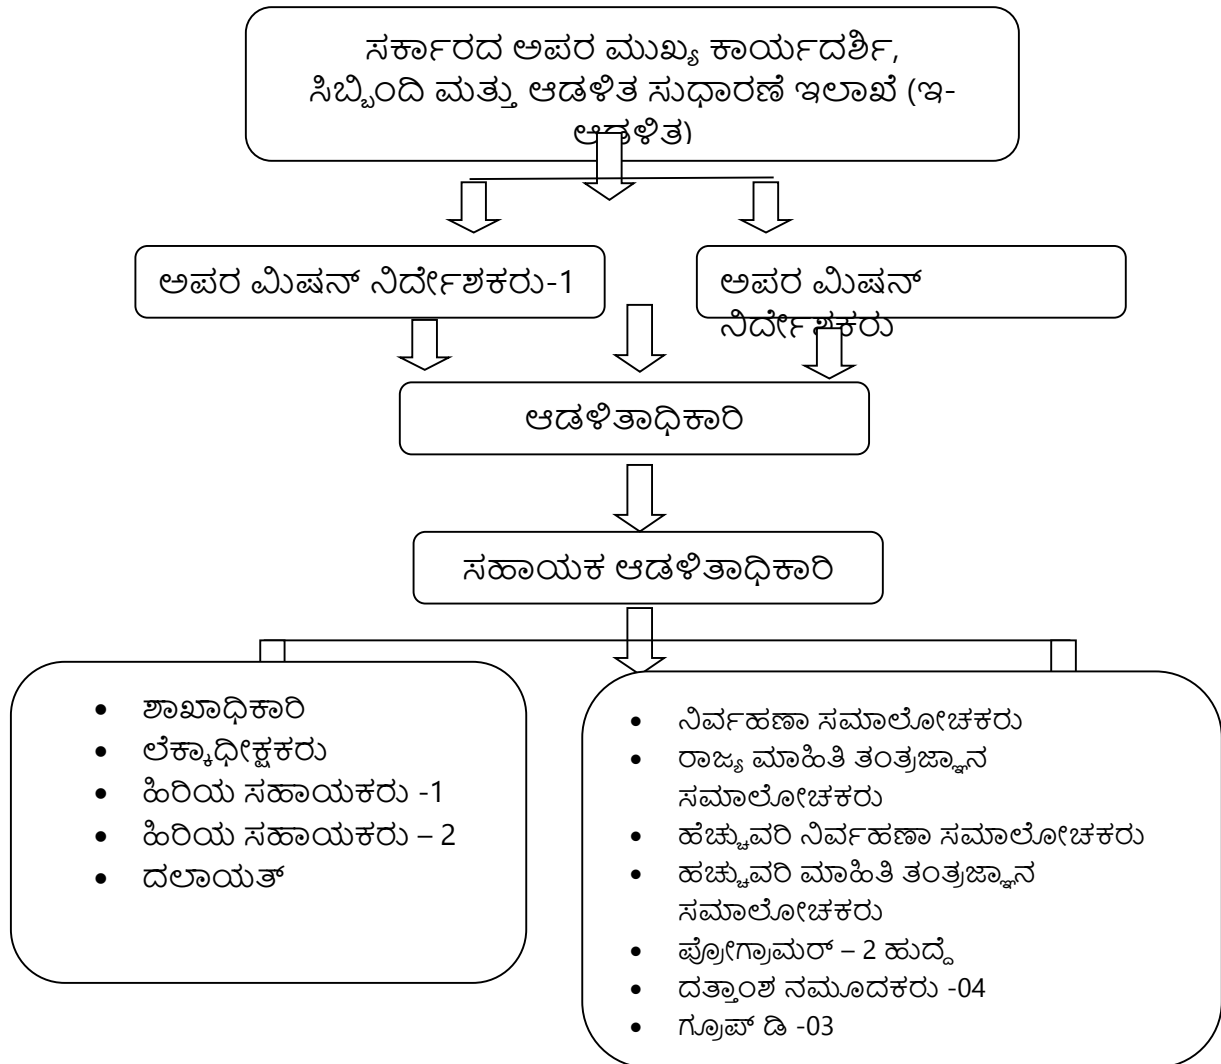 ಸರ್ಕಾರದ ಅಪರ ಮುಖ್ಯ ಕಾರ್ಯದರ್ಶಿ,
ಸಿಬ್ಬಂದಿ ಮತ್ತು ಆಡಳಿತ ಸುಧಾರಣೆ ಇಲಾಖೆ (ಇ-
ಆಡಳಿತ)
ಅಪರ ಮಿಷನ್ ನಿರ್ದೇಶಕರು-1
ಅಪರ ಮಿಷನ್
ನಿರ್ದೇಶಕರು
ಆಡಳಿತಾಧಿಕಾರಿ
ಸಹಾಯಕ ಆಡಳಿತಾಧಿಕಾರಿ
• ಶಾಖಾಧಿಕಾರಿ
• ಲೆಕ್ಕಾಧೀಕ್ಷಕರು
• ಹಿರಿಯ ಸಹಾಯಕರು -1
• ಹಿರಿಯ ಸಹಾಯಕರು – 2
• ದಲಾಯತ್
• ನಿರ್ವಹಣಾ ಸಮಾಲೋಚಕರು
• ರಾಜ್ಯ ಮಾಹಿತಿ ತಂತ್ರಜ್ಞಾನ
ಸಮಾಲೋಚಕರು
• ಹೆಚ್ಚುವರಿ ನಿರ್ವಹಣಾ ಸಮಾಲೋಚಕರು
• ಹಚ್ಚುವರಿ ಮಾಹಿತಿ ತಂತ್ರಜ್ಞಾನ
ಸಮಾಲೋಚಕರು
• ಪ್ರೋಗ್ರಾಮರ್ – 2 ಹುದ್ದೆ
• ದತ್ತಾಂಶ ನಮೂದಕರು -04
• ಗ್ರೂಪ್ ಡಿ -03